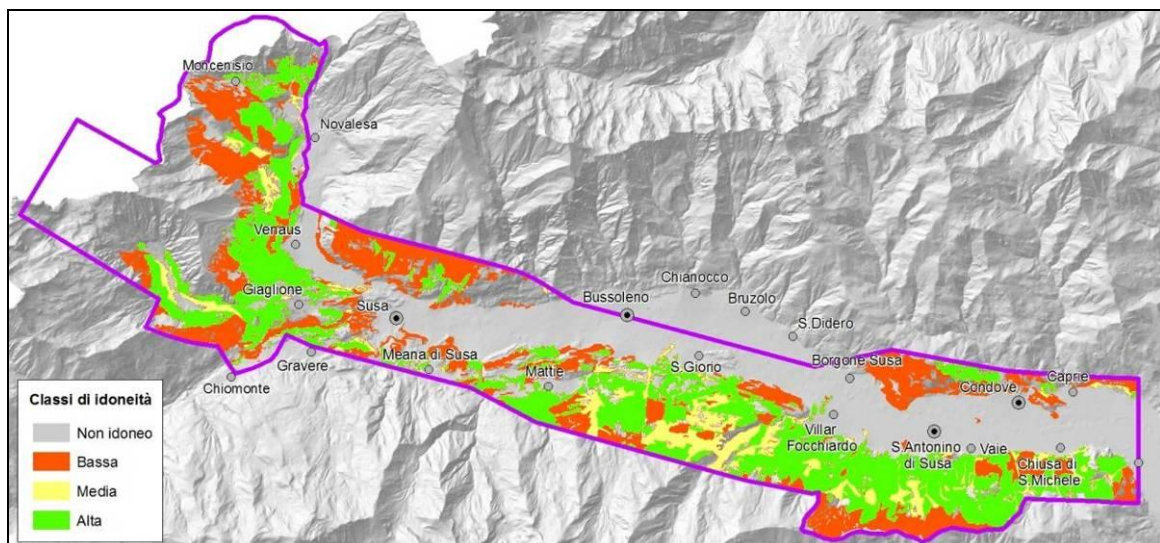 Moncenisio
Novalesa
Venaus
Giaglione
Susa
Chianocco
Bussoleno
Bruzolo
S.Didero
Meana di Susa
Gravere
Chiomonte
Mattie
S.Giorio
Borgone Susa
Condove
Caprie
Villar
Focchiardo
S.Antonino
di Susa
Vaie
Chiusa di
S.Michele
Classi di idoneità
Non idoneo
Bassa
Media
Alta